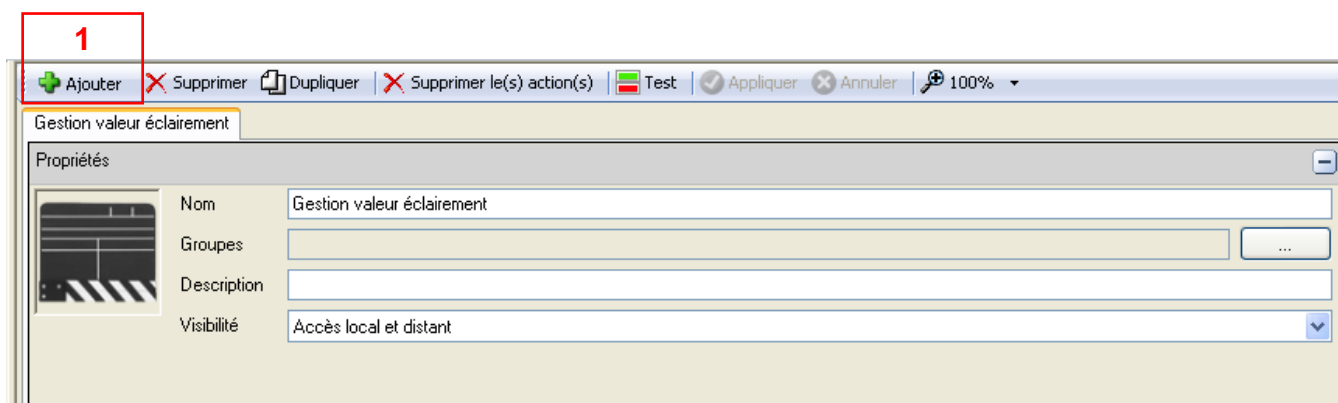 1
Ajouter Supprimer Dupliquer Supprimer le(s) action(s) Test Appliquer Annuler 100%
Gestion valeur éclairement
Propriétés
Nom Gestion valeur éclairement
Groupes ...
Description
Visibilité Accès local et distant